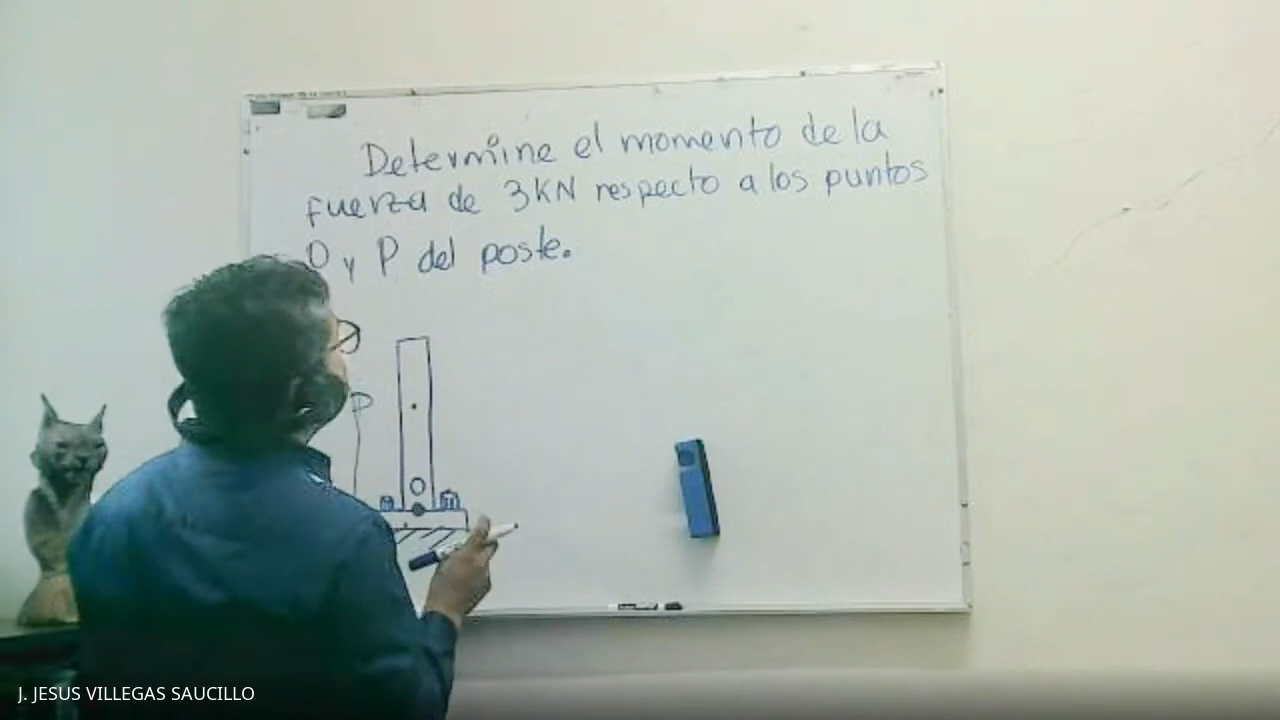 Determine el momento de la
fuerza de 3KN respecto a los puntos
O y P del poste.
O
J. JESUS VILLEGAS SAUCILLO